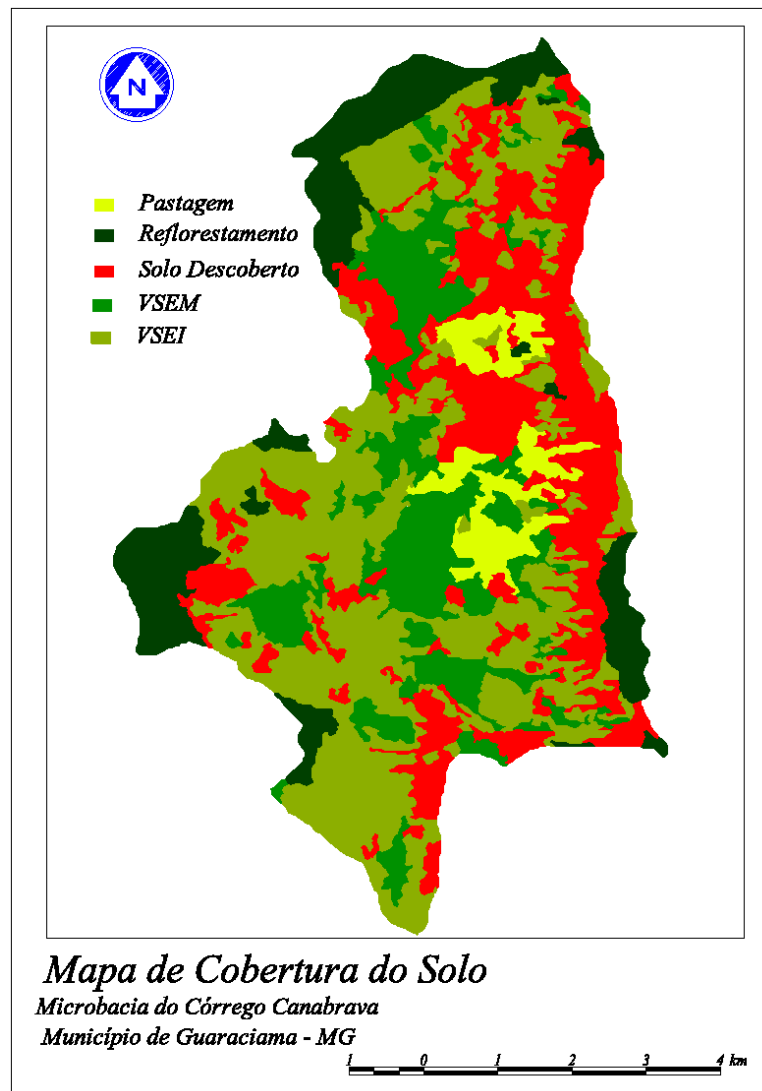 N
Pastagem
Reflorestamento
Solo Descoberto
VSEM
VSEI
Mapa de Cobertura do Solo
Microbacia do Córrego Canabrava
Município de Guaraciama - MG
1 0 1 2 3 4 km